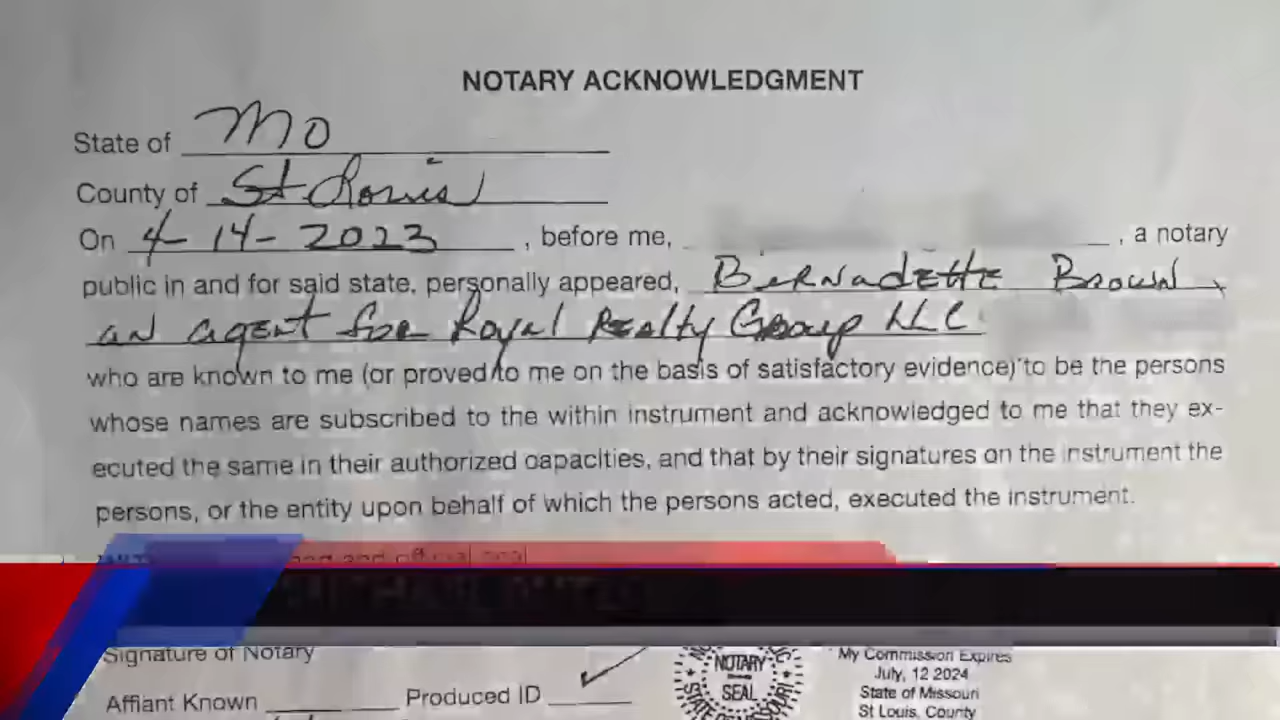 NOTARY ACKNOWLEDGMENT
State of Mo
County of St Louis
On 4-14-2023, before me, , a notary
public in and for said state, personally appeared, Bernadette Brown,
an agent for Royal Realty Group LLC
who are known to me (or proved to me on the basis of satisfactory evidence) to be the persons
whose names are subscribed to the within instrument and acknowledged to me that they ex-
ecuted the same in their authorized capacities, and that by their signatures on the instrument the
persons, or the entity upon behalf of which the persons acted, executed the instrument.
and official seal
Signature of Notary
Affiant Known Produced ID
NOTARY
SEAL
My Commission Expires
July, 12 2024
State of Missouri
St Louis, County